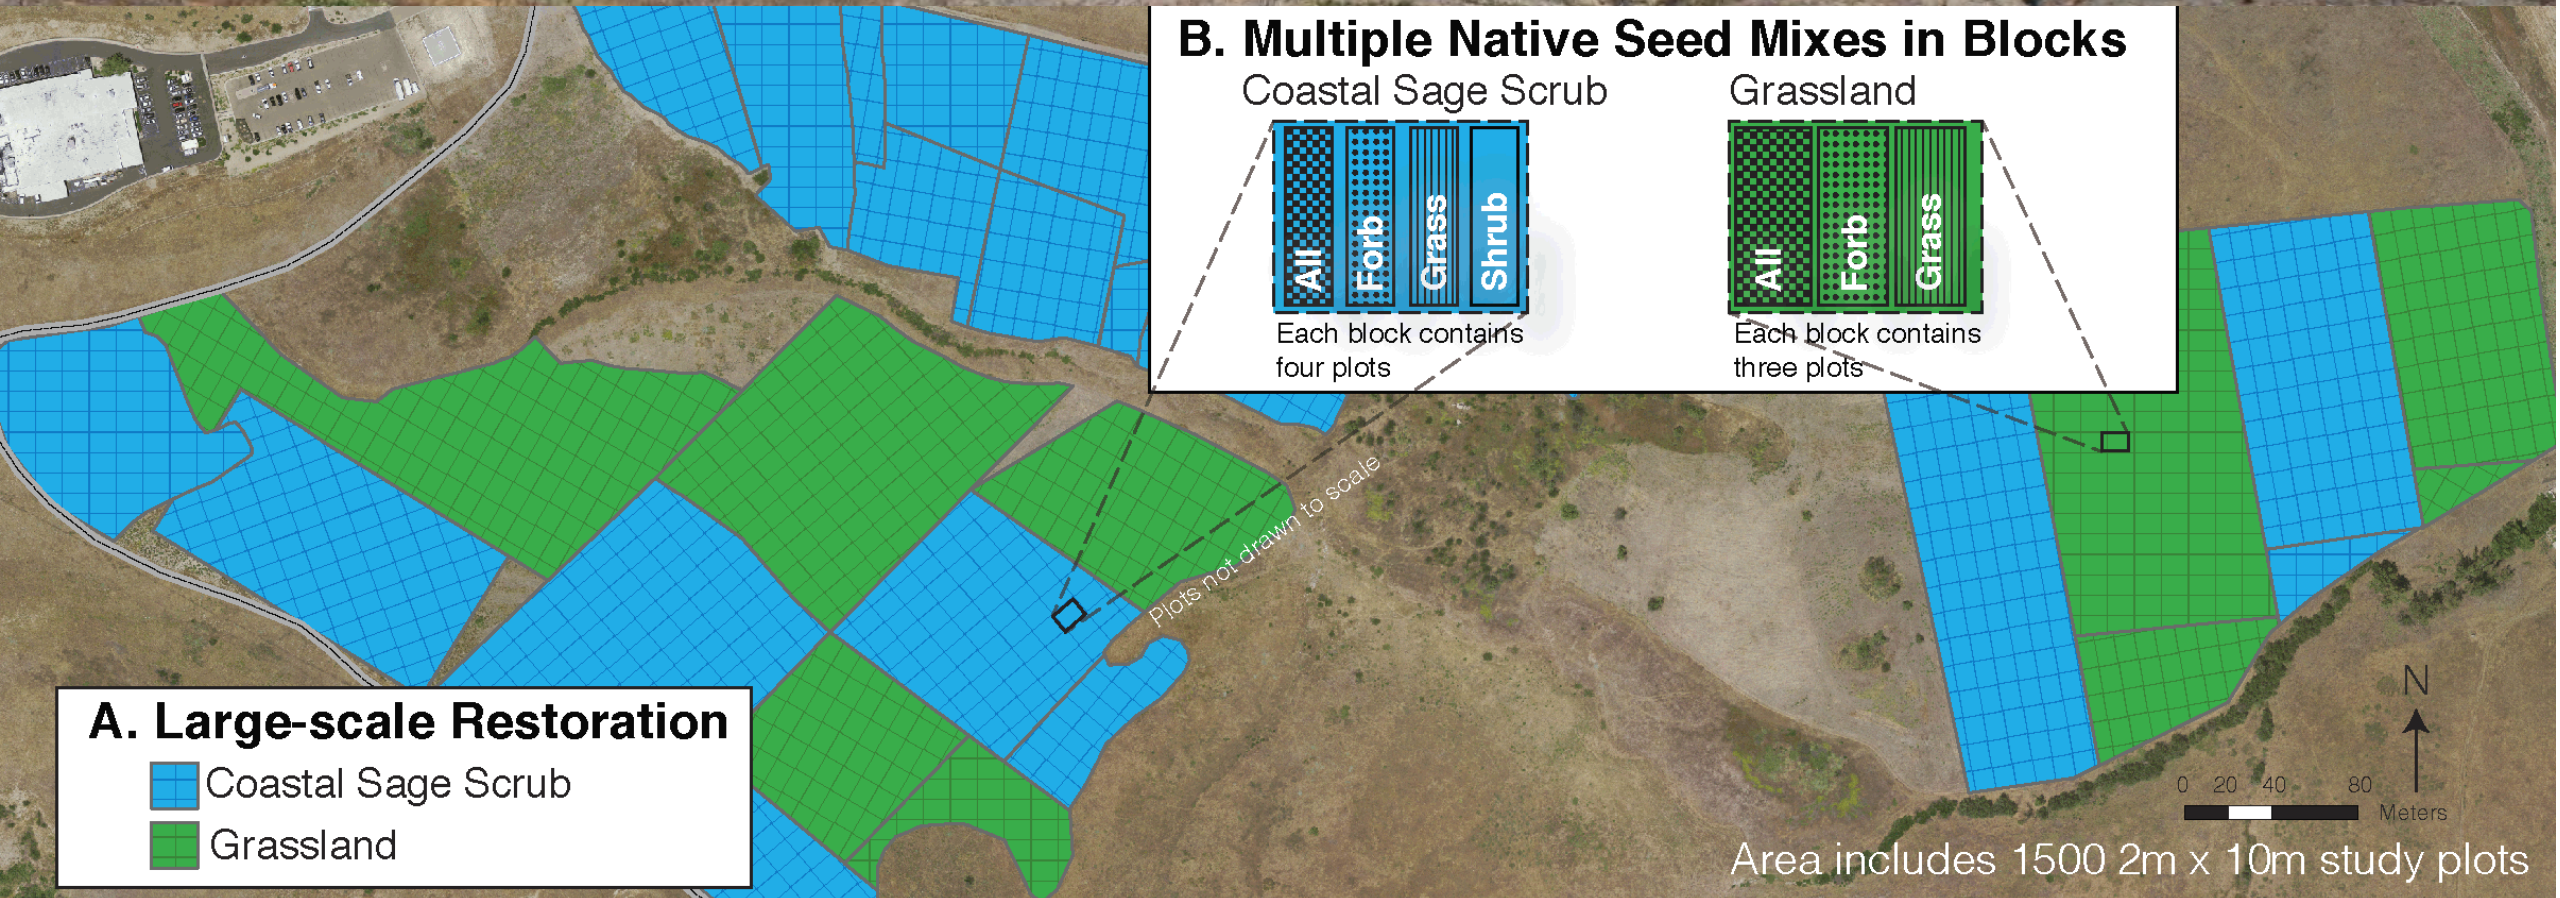 B. Multiple Native Seed Mixes in Blocks
Coastal Sage Scrub
Grassland
All
Forb
Grass
Shrub
All
Forb
Grass
Each block contains
four plots
Each block contains
three plots
Plots not drawn to scale
A. Large-scale Restoration
Coastal Sage Scrub
Grassland
N
0 20 40 80
Meters
Area includes 1500 2m x 10m study plots